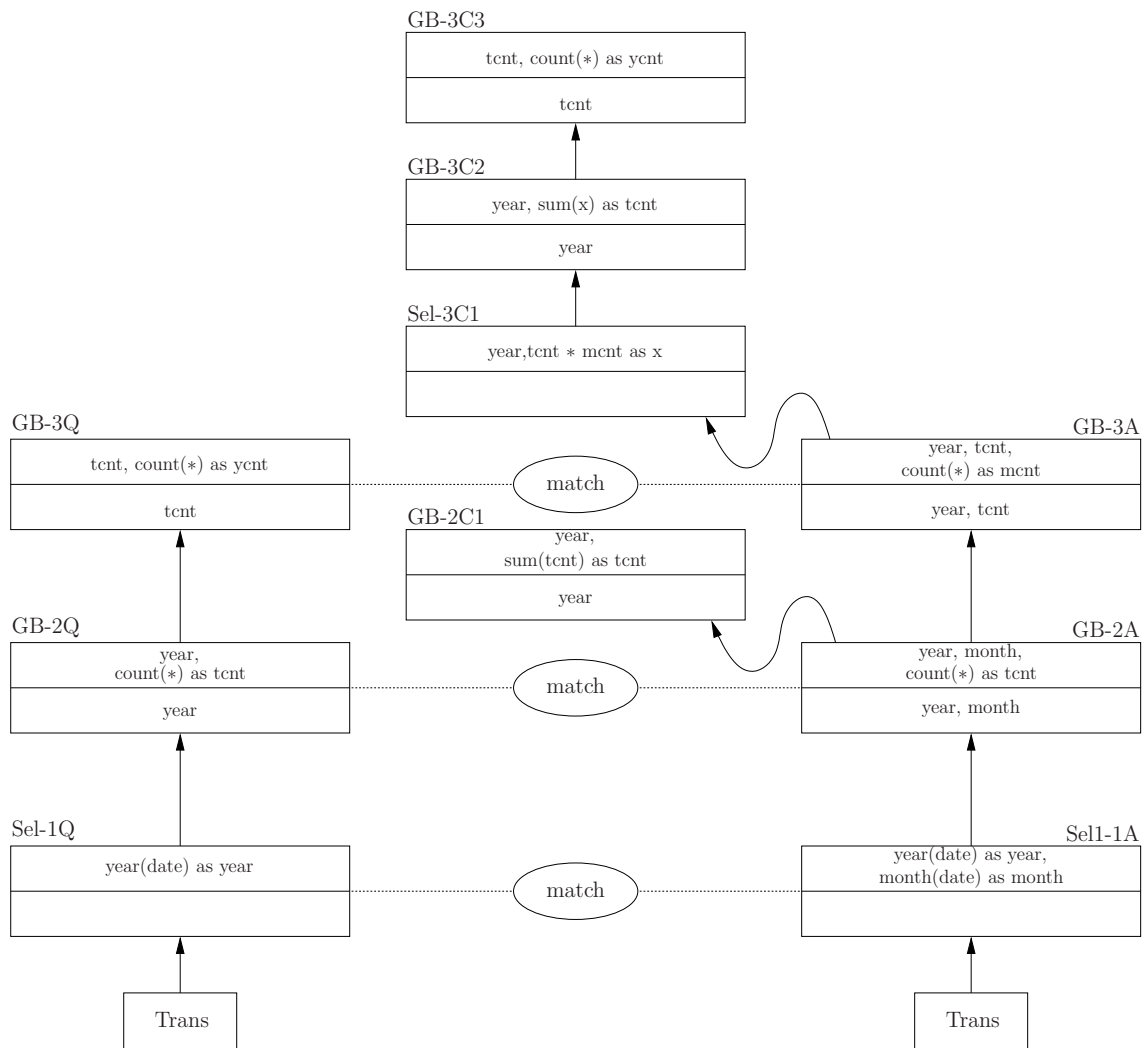 GB-3C3
tcnt, count(∗) as ycnt
tcnt
GB-3C2
year, sum(x) as tcnt
year
Sel-3C1
year,tcnt ∗ mcnt as x
GB-3Q
tcnt, count(∗) as ycnt
tcnt
match
GB-3A
year, tcnt,
count(∗) as mcnt
year, tcnt
GB-2C1
year,
sum(tcnt) as tcnt
year
GB-2Q
year,
count(∗) as tcnt
year
match
GB-2A
year, month,
count(∗) as tcnt
year, month
Sel-1Q
year(date) as year
match
Sel1-1A
year(date) as year,
month(date) as month
Trans
Trans